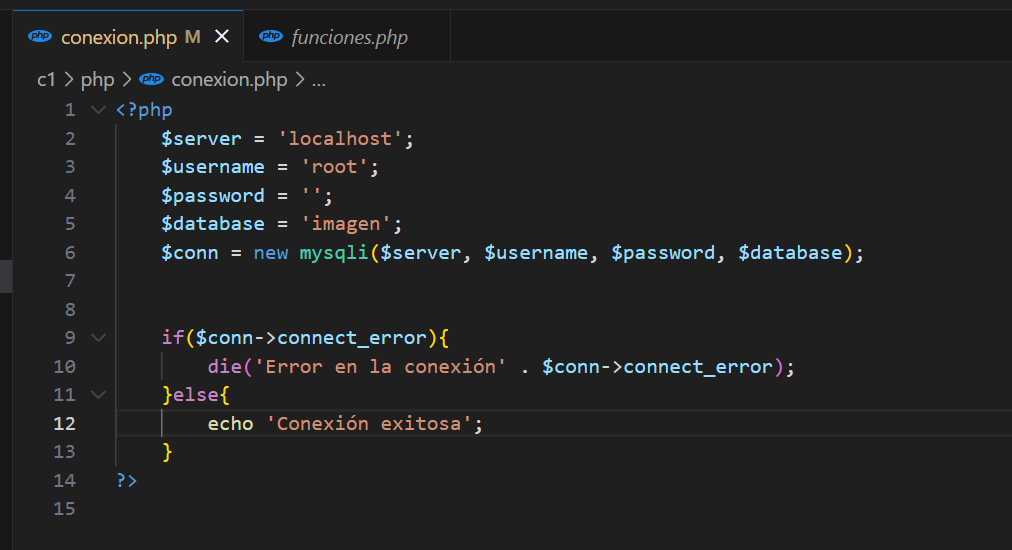 php conexion.php M × php funciones.php
c1 > php > php conexion.php > ...
1 <?php
2     $server = 'localhost';
3     $username = 'root';
4     $password = '';
5     $database = 'imagen';
6     $conn = new mysqli($server, $username, $password, $database);
7
8
9     if($conn->connect_error){
10         die('Error en la conexión' . $conn->connect_error);
11     }else{
12         echo 'Conexión exitosa';
13     }
14 ?>
15